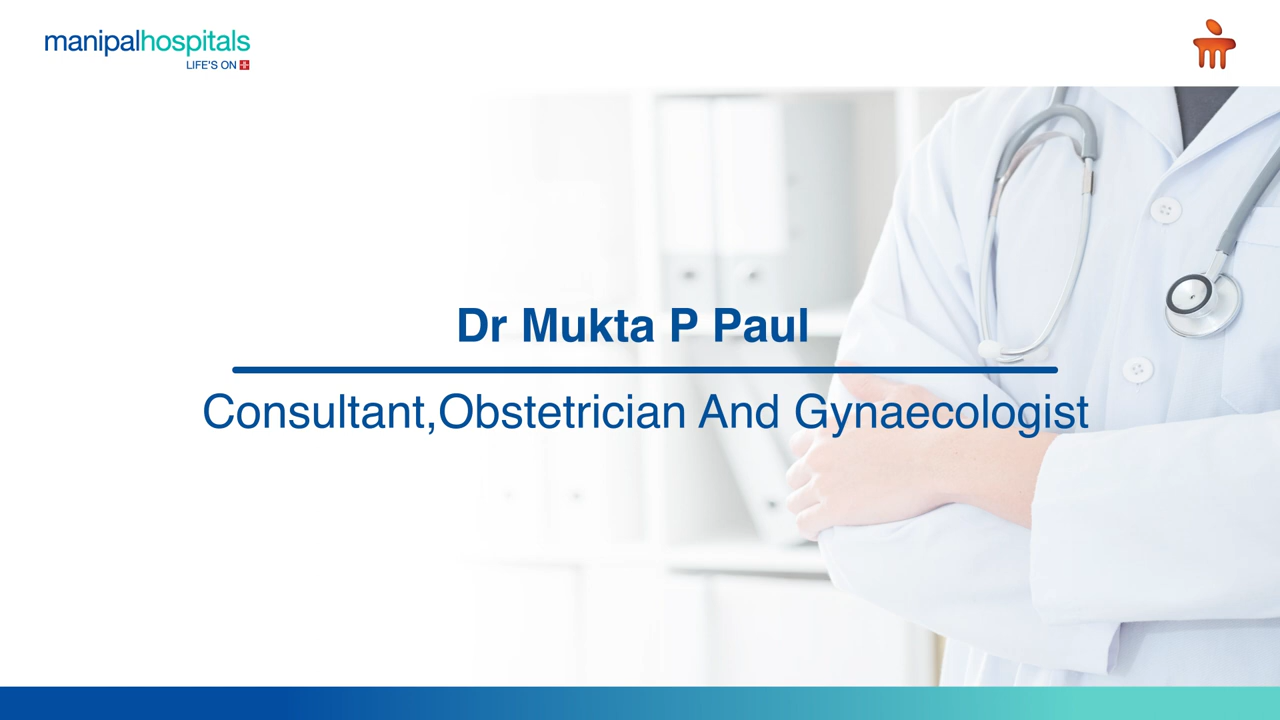 manipalhospitals
LIFE'S ON
Dr Mukta P Paul
Consultant,Obstetrician And Gynaecologist